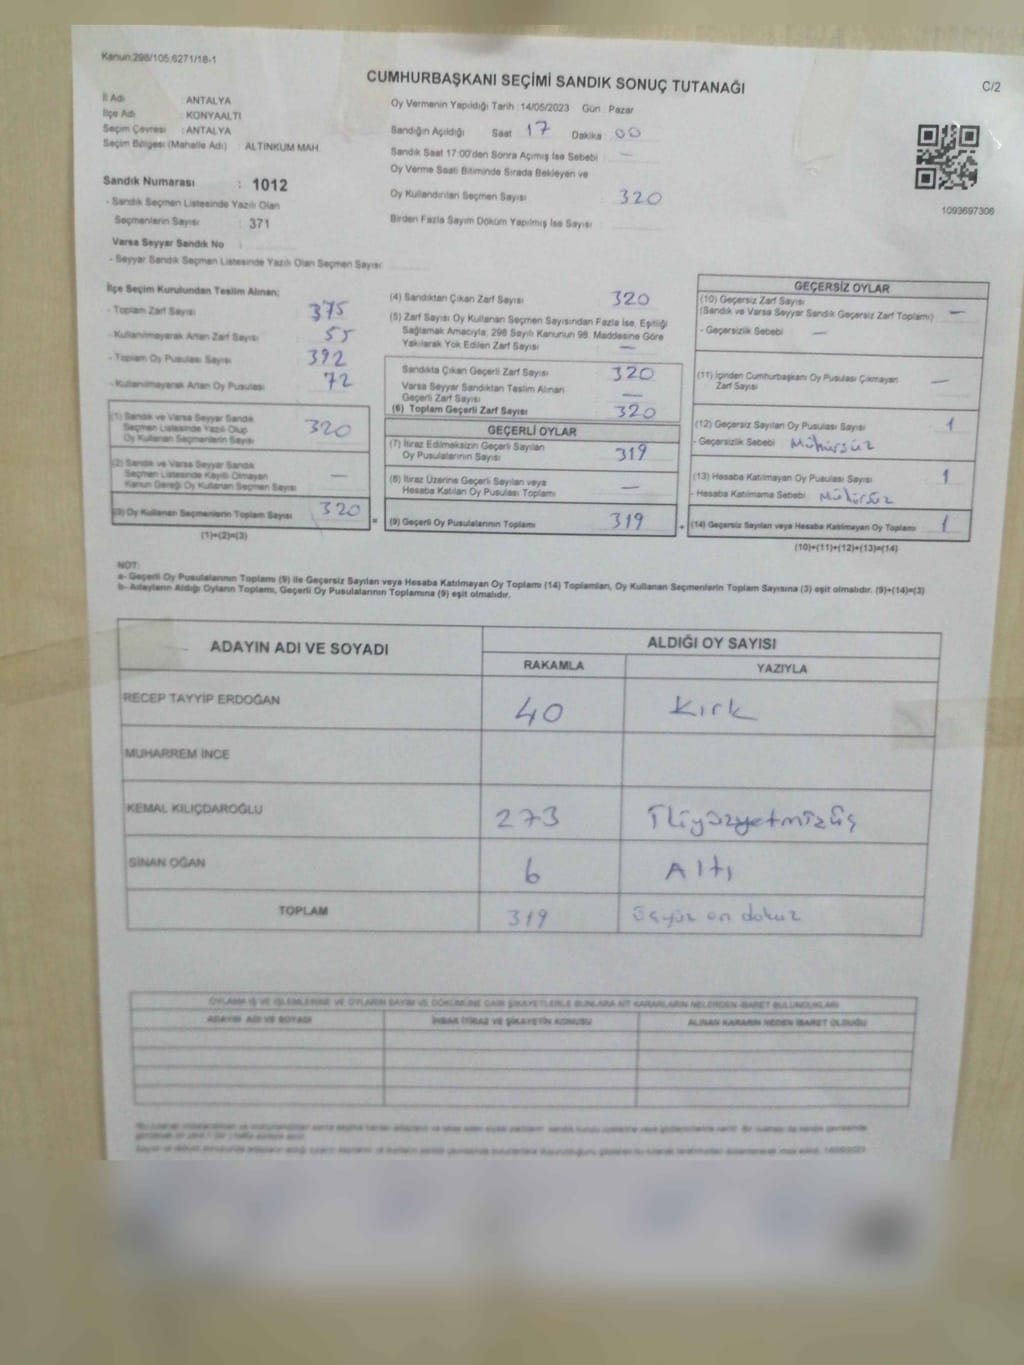 Kanun:298/105,6271/18-1
CUMHURBAŞKANI SEÇİMİ SANDIK SONUÇ TUTANAĞI
C/2
İl Adı : ANTALYA
İlçe Adı : KONYAALTI
Seçim Çevresi : ANTALYA
Seçim Bölgesi (Mahalle Adı) : ALTINKUM MAH.
Sandık Numarası : 1012
- Sandık Seçmen Listesinde Yazılı Olan
Seçmenlerin Sayısı : 371
Varsa Seyyar Sandık No :
- Seyyar Sandık Seçmen Listesinde Yazılı Olan Seçmen Sayısı:
Oy Vermenin Yapıldığı Tarih :14/05/2023 Gün : Pazar
Sandığın Açıldığı Saat 17 Dakika : 00
Sandık Saat 17:00'den Sonra Açımış İse Sebebi : —
Oy Verme Saati Bitiminde Sırada Bekleyen ve
Oy Kullandırılan Seçmen Sayısı : 320
Birden Fazla Sayım Döküm Yapılmış İse Sayısı :
1093697306
İlçe Seçim Kurulundan Teslim Alınan;
- Toplam Zarf Sayısı : 375
- Kullanılmayarak Artan Zarf Sayısı : 55
- Toplam Oy Pusulası Sayısı : 392
- Kullanılmayarak Artan Oy Pusulası : 72
(1) Sandık ve Varsa Seyyar Sandık
Seçmen Listesinde Yazılı Olup
Oy Kullanan Seçmenlerin Sayısı 320
(2) Sandık ve Varsa Seyyar Sandık
Seçmen Listesinde Kayıtlı Olmayan
Kanun Gereği Oy Kullanan Seçmen Sayısı —
(3) Oy Kullanan Seçmenlerin Toplam Sayısı 320
(1)+(2)=(3)
(4) Sandıktan Çıkan Zarf Sayısı : 320
(5) Zarf Sayısı Oy Kullanan Seçmen Sayısından Fazla İse, Eşitliği
Sağlamak Amacıyla; 298 Sayılı Kanunun 98. Maddesine Göre
Yakılarak Yok Edilen Zarf Sayısı : —
Sandıkta Çıkan Geçerli Zarf Sayısı 320
Varsa Seyyar Sandıktan Teslim Alınan
Geçerli Zarf Sayısı —
(6) Toplam Geçerli Zarf Sayısı 320
GEÇERLİ OYLAR
(7) İtiraz Edilmeksizin Geçerli Sayılan
Oy Pusulalarının Sayısı 319
(8) İtiraz Üzerine Geçerli Sayılan veya
Hesaba Katılan Oy Pusulası Toplamı —
= (9) Geçerli Oy Pusulalarının Toplamı 319
GEÇERSİZ OYLAR
(10) Geçersiz Zarf Sayısı
(Sandık ve Varsa Seyyar Sandık Geçersiz Zarf Toplamı) —
- Geçersizlik Sebebi : —
(11) İçinden Cumhurbaşkanı Oy Pusulası Çıkmayan
Zarf Sayısı —
(12) Geçersiz Sayılan Oy Pusulası Sayısı 1
- Geçersizlik Sebebi : Mühürsüz
(13) Hesaba Katılmayan Oy Pusulası Sayısı 1
- Hesaba Katılmama Sebebi : Mühürsüz
+ (14) Geçersiz Sayılan veya Hesaba Katılmayan Oy Toplamı 1
(10)+(11)+(12)+(13)=(14)
NOT:
a- Geçerli Oy Pusulalarının Toplamı (9) ile Geçersiz Sayılan veya Hesaba Katılmayan Oy Toplamı (14) Toplamları, Oy Kullanan Seçmenlerin Toplam Sayısına (3) eşit olmalıdır. (9)+(14)=(3)
b- Adayların Aldığı Oyların Toplamı, Geçerli Oy Pusulalarının Toplamına (9) eşit olmalıdır.
ADAYIN ADI VE SOYADI ALDIĞI OY SAYISI
RAKAMLA YAZIYLA
RECEP TAYYİP ERDOĞAN 40 Kırk
MUHARREM İNCE
KEMAL KILIÇDAROĞLU 273 İkiyüzyetmişüç
SİNAN OĞAN 6 Altı
TOPLAM 319 üçyüz on dokuz
OYLAMA İŞ VE İŞLEMLERİNE VE OYLARIN SAYIM VE DÖKÜMÜNE DAİR ŞİKAYETLERLE BUNLARA AİT KARARLARIN NELERDEN İBARET BULUNDUKLARI
ADAYIN ADI VE SOYADI İHBAR İTİRAZ VE ŞİKAYETİN KONUSU ALINAN KARARIN NEDEN İBARET OLDUĞU